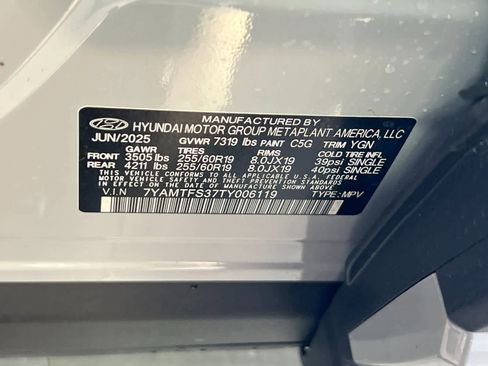 MANUFACTURED BY
HYUNDAI MOTOR GROUP METAPLANT AMERICA, LLC
JUN/2025 GVWR 7319 lbs PAINT C5G TRIM YGN
GAWR TIRES RIMS COLD TIRE INFL
FRONT 3505 lbs 255/60R19 8.0JX19 39psi SINGLE
REAR 4211 lbs 255/60R19 8.0JX19 40psi SINGLE
THIS VEHICLE CONFORMS TO ALL APPLICABLE FEDERAL MOTOR VEHICLE
SAFETY AND THEFT PREVENTION STANDARDS IN EFFECT ON THE DATE OF
MANUFACTURE SHOWN ABOVE.
V.I.N 7YAMTFS37TY006119 TYPE:MPV